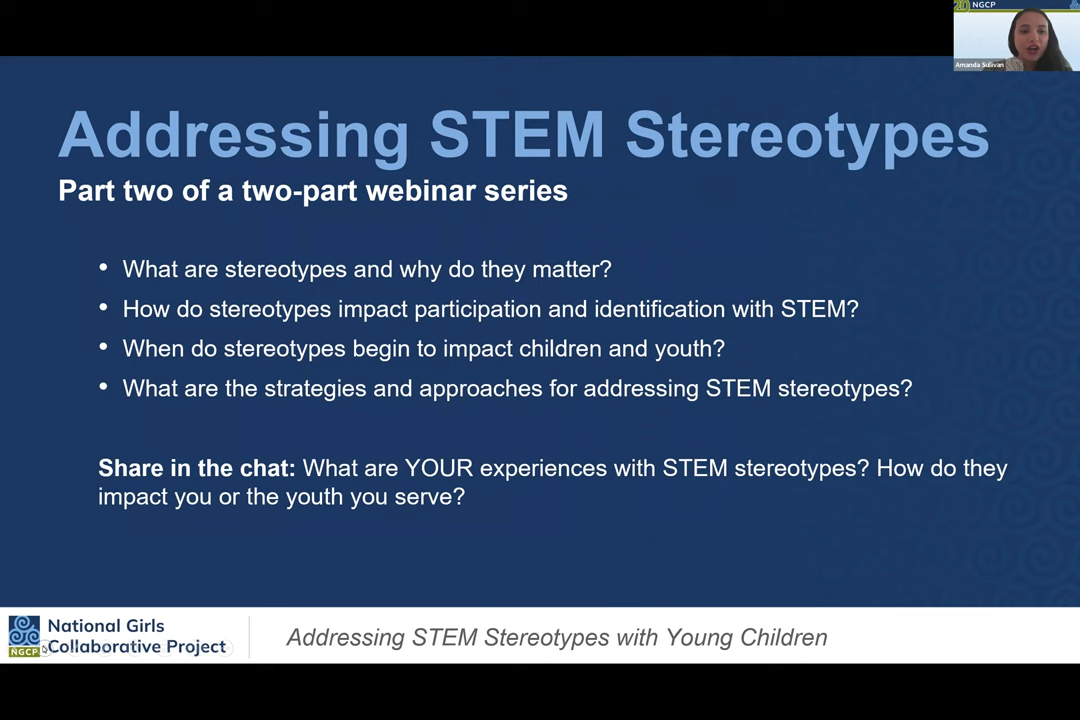 NGCP
Amanda Sulivan
Addressing STEM Stereotypes
Part two of a two-part webinar series
• What are stereotypes and why do they matter?
• How do stereotypes impact participation and identification with STEM?
• When do stereotypes begin to impact children and youth?
• What are the strategies and approaches for addressing STEM stereotypes?
Share in the chat: What are YOUR experiences with STEM stereotypes? How do they
impact you or the youth you serve?
NGCP
National Girls
Collaborative Project
Addressing STEM Stereotypes with Young Children